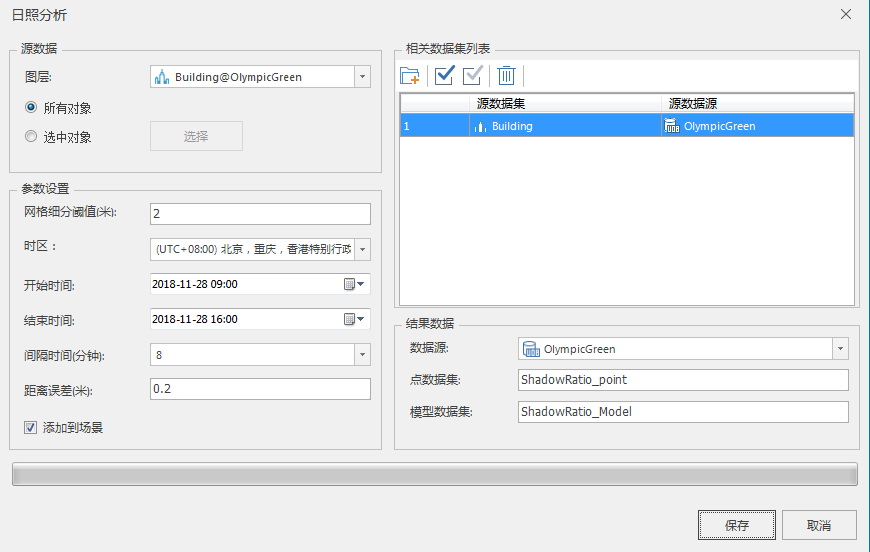 日照分析
源数据
图层:
Building@OlympicGreen
所有对象
选中对象
选择
参数设置
网格细分阈值(米):
2
时区：
(UTC+08:00) 北京，重庆，香港特别行政
开始时间:
2018-11-28 09:00
结束时间:
2018-11-28 16:00
间隔时间(分钟):
8
距离误差(米):
0.2
添加到场景
相关数据集列表
源数据集 源数据源
1 Building OlympicGreen
结果数据
数据源:
OlympicGreen
点数据集:
ShadowRatio_point
模型数据集:
ShadowRatio_Model
保存
取消